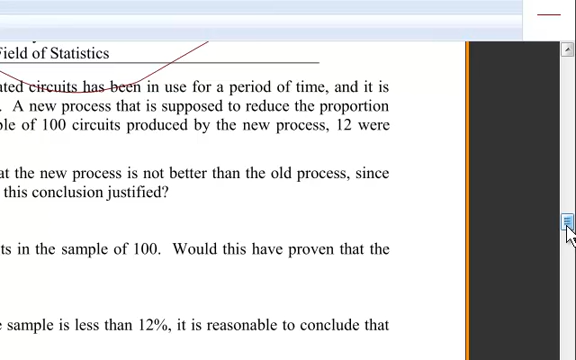 Field of Statistics
ated circuits has been in use for a period of time, and it is
. A new process that is supposed to reduce the proportion
ple of 100 circuits produced by the new process, 12 were
at the new process is not better than the old process, since
this conclusion justified?
ts in the sample of 100. Would this have proven that the
e sample is less than 12%, it is reasonable to conclude that